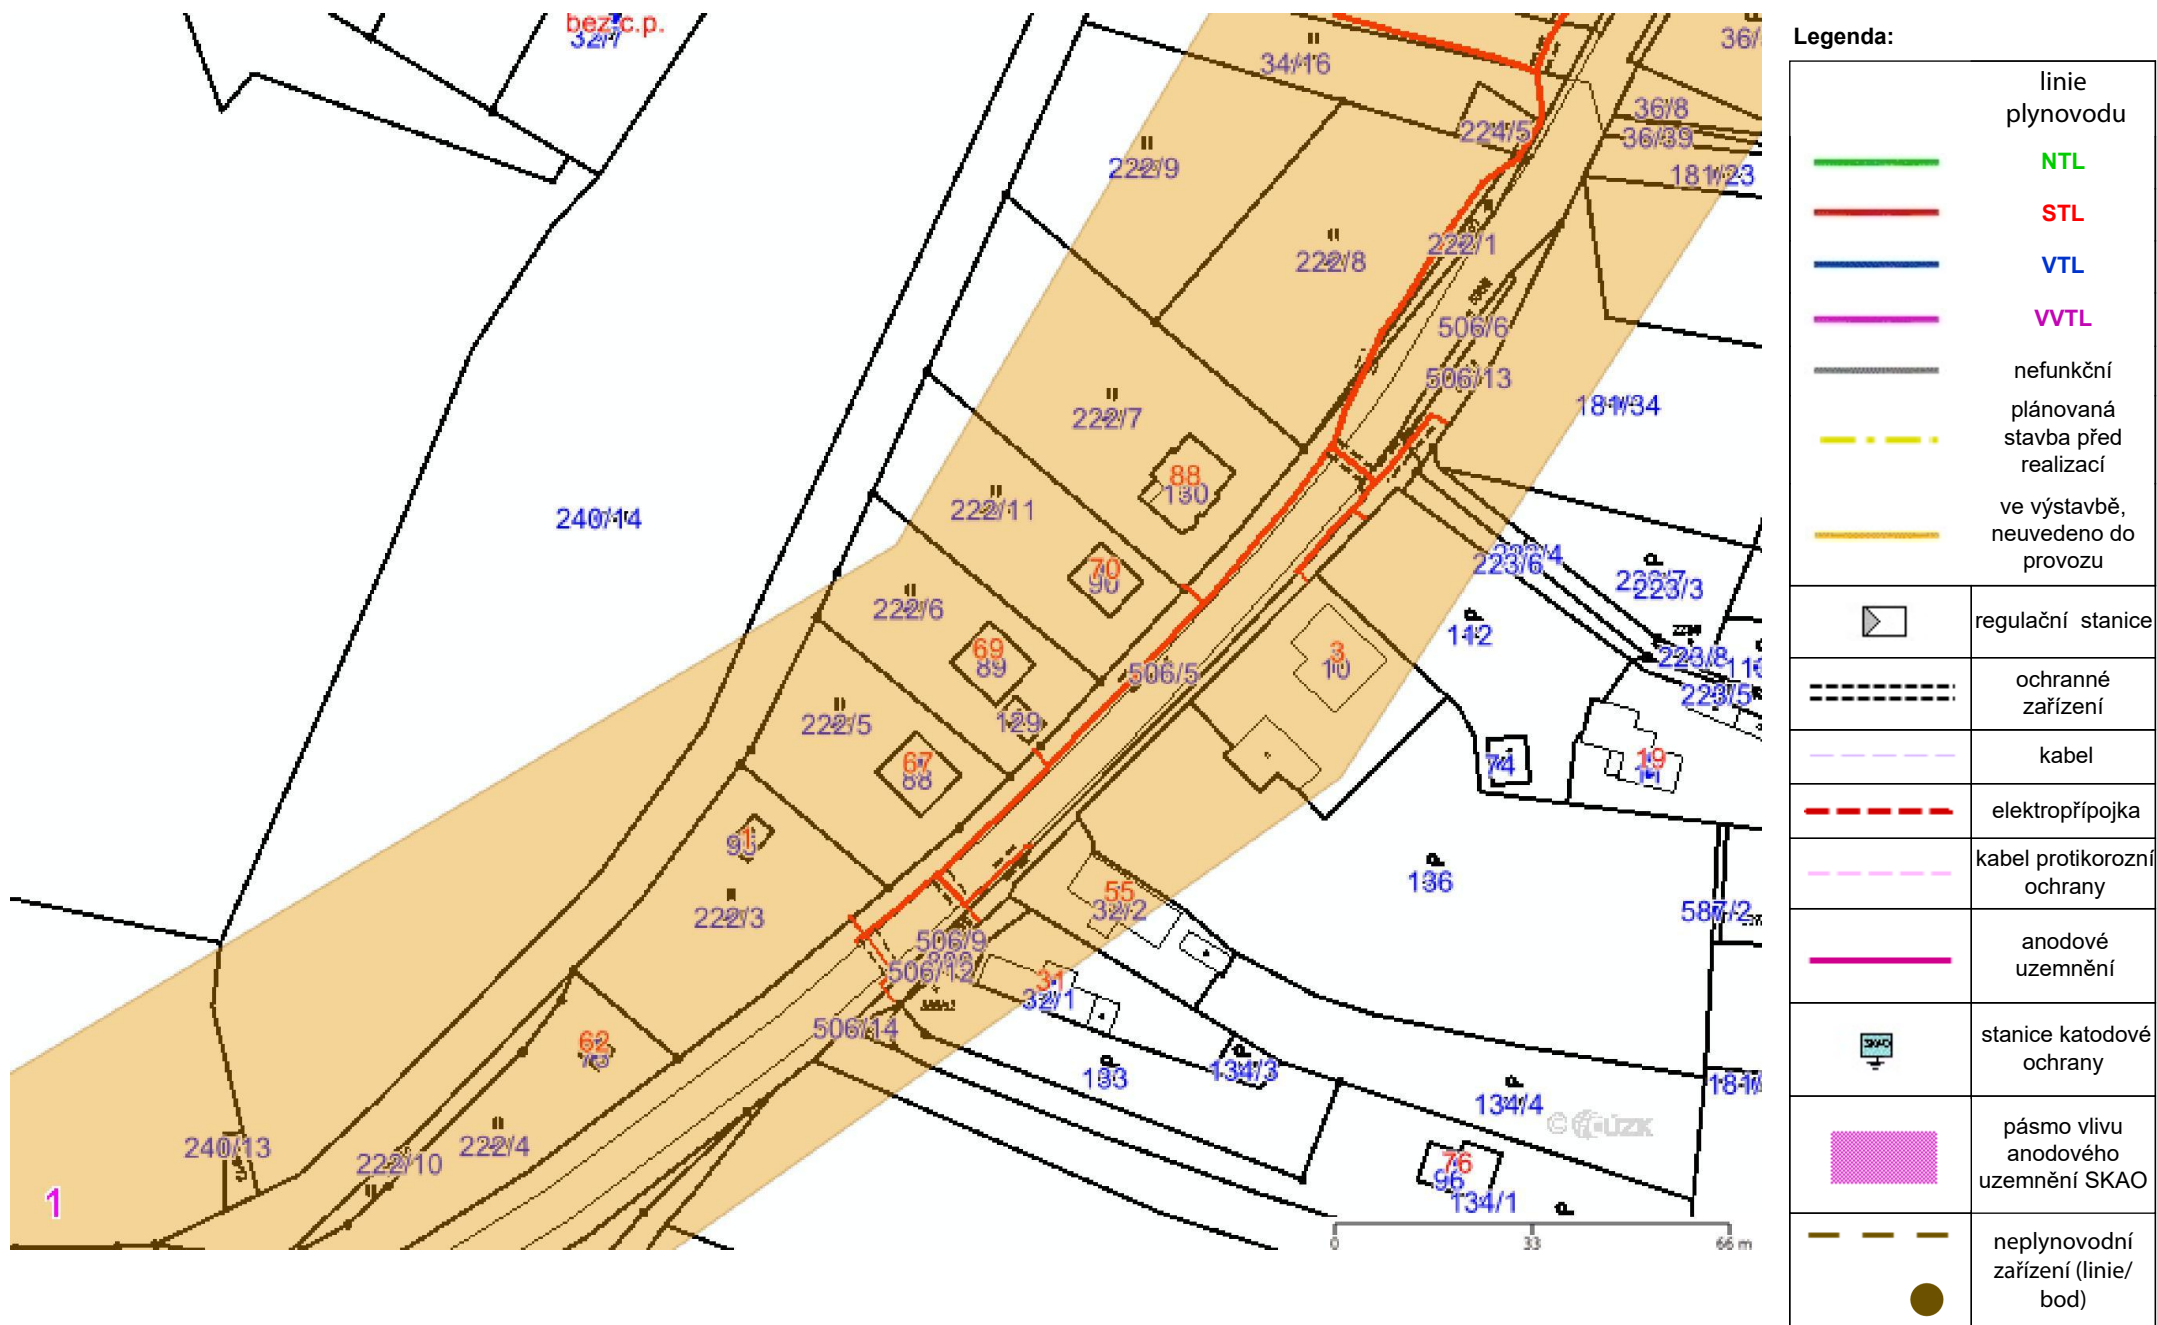 bez č.p.
32/7
34/16
36/8
36/39
181/23
224/5
222/9
222/8
222/1
506/6
506/13
181/34
222/7
88
130
222/11
240/14
70
90
222/6
69
89
129
506/5
3
10
223/6
223/3
112
223/8
223/5
222/5
67
88
74
19
1
222/3
55
32/2
136
587/2
506/9
506/12
31
32/1
506/14
62
133
134/3
134/4
240/13
222/10
222/4
76
96
134/1
1
© ČÚZK
0
33
66 m
Legenda:
linie
plynovodu
NTL
STL
VTL
VVTL
nefunkční
plánovaná
stavba před
realizací
ve výstavbě,
neuvedeno do
provozu
regulační stanice
ochranné
zařízení
kabel
elektropřípojka
kabel protikorozní
ochrany
anodové
uzemnění
SKAO
stanice katodové
ochrany
pásmo vlivu
anodového
uzemnění SKAO
neplynovodní
zařízení (linie/
bod)